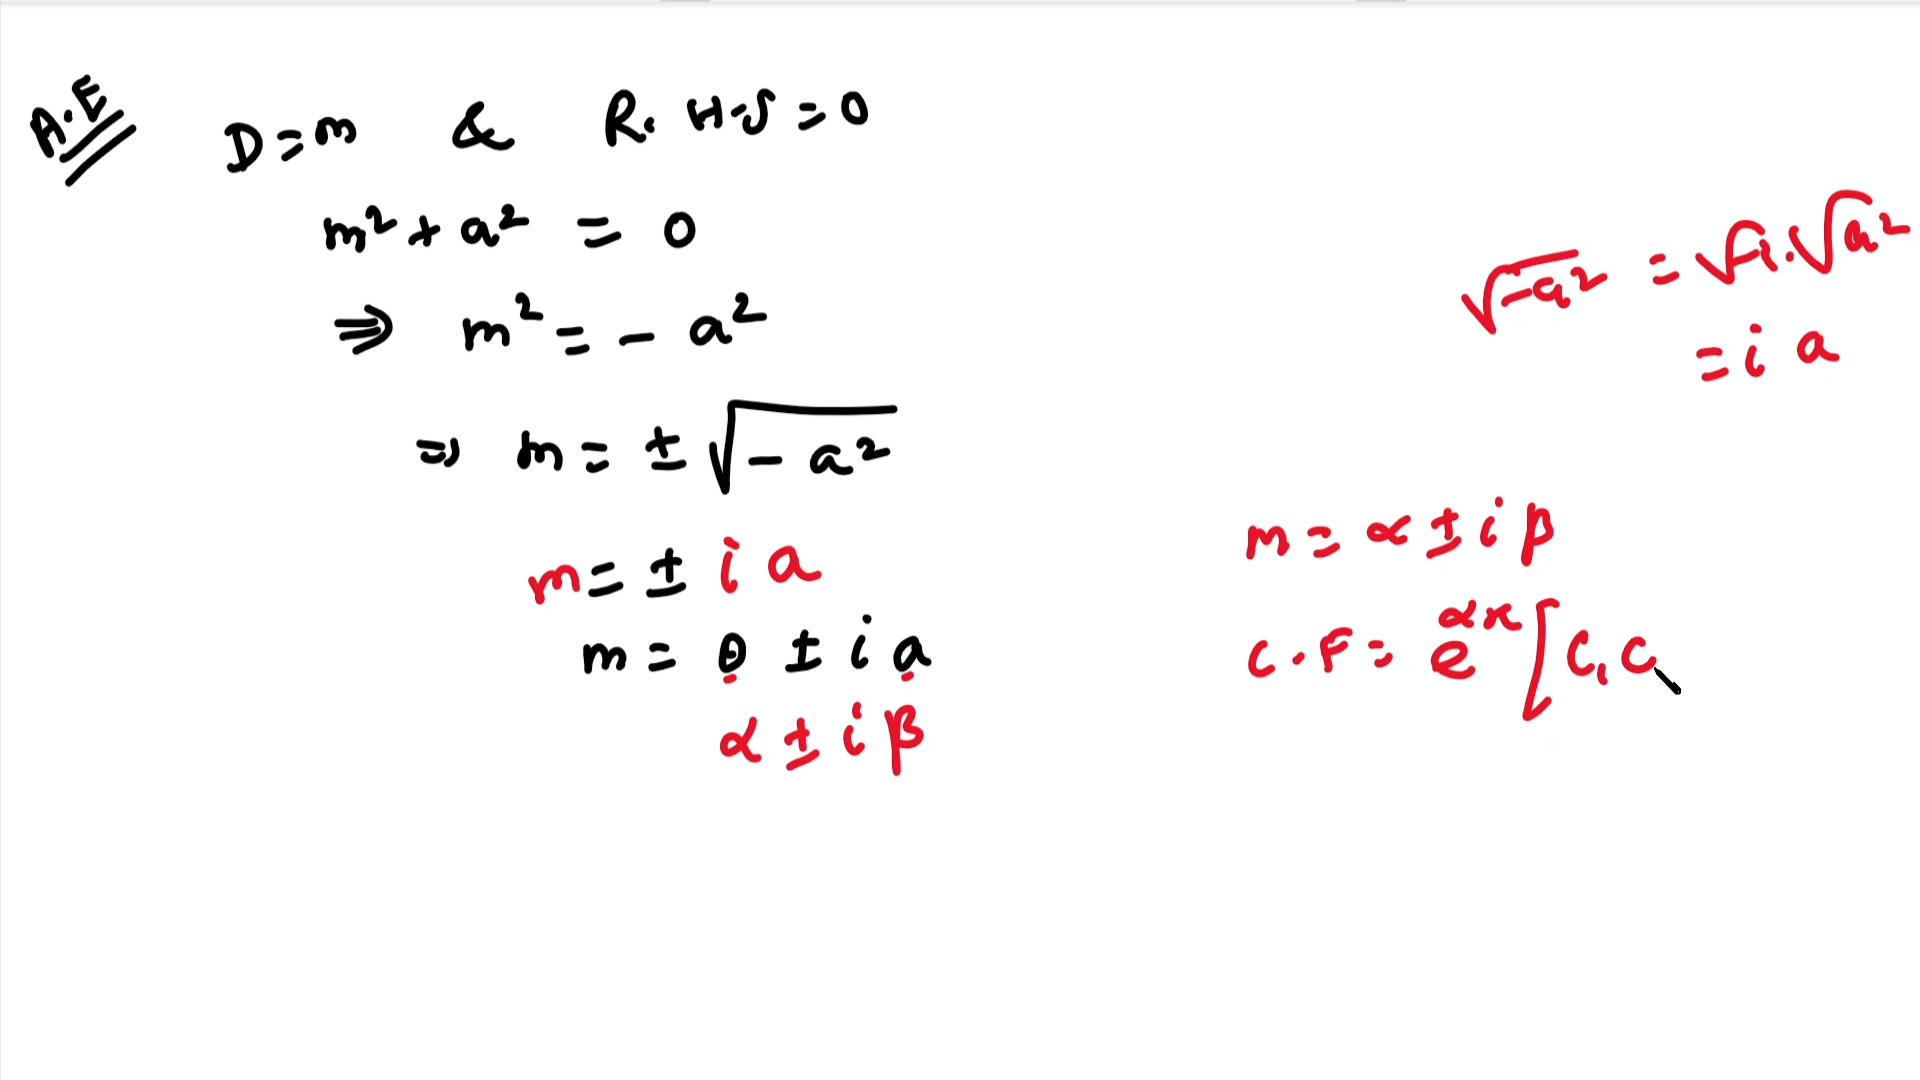 A.E D = m & R. H.S = 0
m² + a² = 0
⇒ m² = - a²
⇒ m = ± √-a²
m = ± i a
m = 0 ± i a
α ± i β
√-a² = √-1 . √a²
= i a
m = α ± i β
C.F = e^αx [ C₁ C